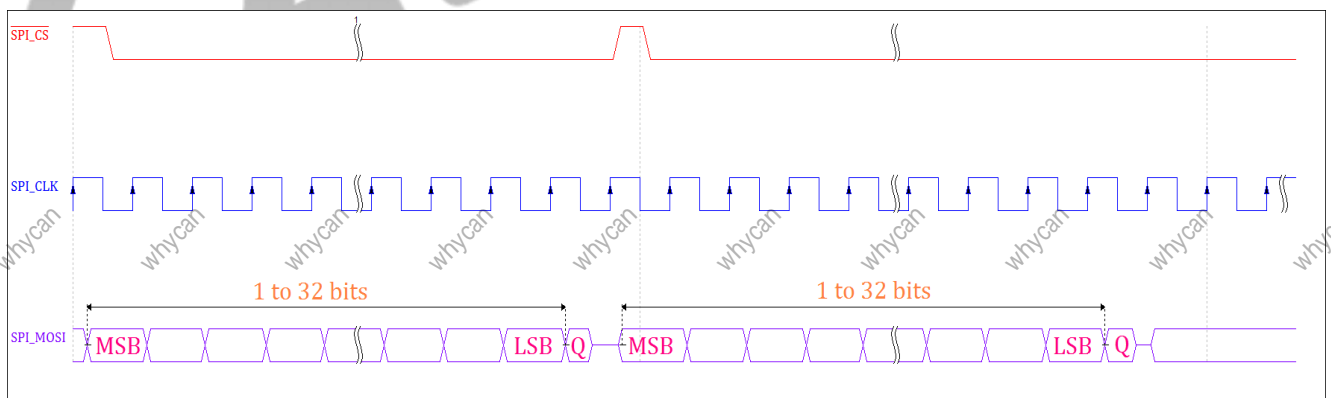 1
SPI_CS
SPI_CLK
whycan whycan whycan whycan whycan whycan whycan whycan whycan
1 to 32 bits 1 to 32 bits
SPI_MOSI MSB LSB Q MSB LSB Q